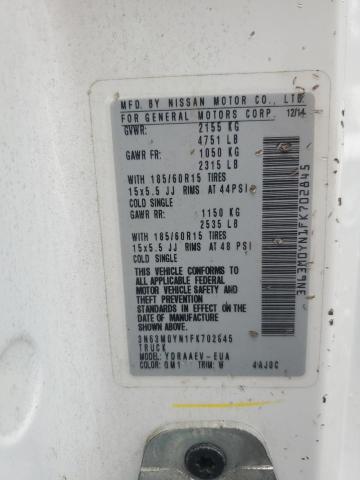 MFD. BY NISSAN MOTOR CO., LTD.
FOR GENERAL MOTORS CORP. 12/14
GVWR: 2155 KG
4751 LB
GAWR FR: 1050 KG
2315 LB
WITH 185/60R15 TIRES
15x5.5 JJ RIMS AT 44PSI
COLD SINGLE
GAWR RR: 1150 KG
2535 LB
WITH 185/60R15 TIRES
15x5.5 JJ RIMS AT 48 PSI
COLD SINGLE
THIS VEHICLE CONFORMS TO
ALL APPLICABLE FEDERAL
MOTOR VEHICLE SAFETY
AND THEFT PREVENTION
STANDARDS IN EFFECT ON
THE DATE OF MANUFACTURE
SHOWN ABOVE.
3N63M0YN1FK702845
TRUCK
MODEL: YDRAAEV-EUA
COLOR: QM1 TRIM: W 4AJ0C
3N63M0YN1FK702845